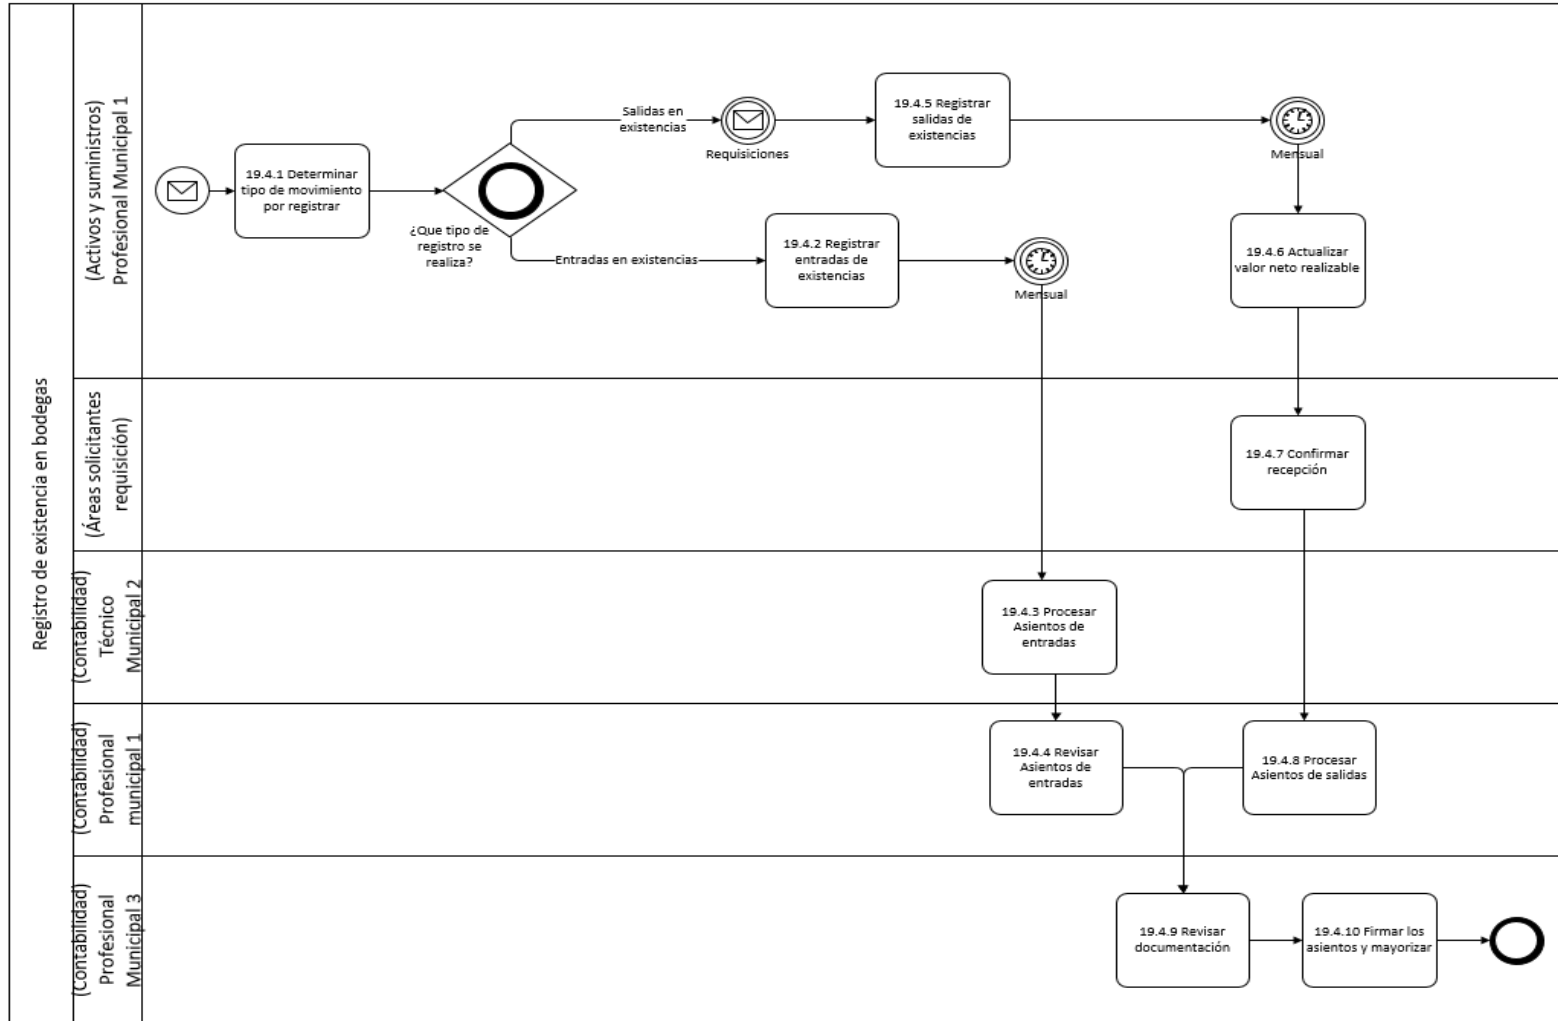 Registro de existencia en bodegas
(Activos y suministros)
Profesional Municipal 1
19.4.1 Determinar
tipo de movimiento
por registrar
¿Que tipo de
registro se
realiza?
Salidas en
existencias
Requisiciones
19.4.5 Registrar
salidas de
existencias
Mensual
Entradas en existencias
19.4.2 Registrar
entradas de
existencias
Mensual
19.4.6 Actualizar
valor neto realizable
(Áreas solicitantes
requisición)
19.4.7 Confirmar
recepción
(Contabilidad)
Técnico
Municipal 2
19.4.3 Procesar
Asientos de
entradas
(Contabilidad)
Profesional
municipal 1
19.4.4 Revisar
Asientos de
entradas
19.4.8 Procesar
Asientos de salidas
(Contabilidad)
Profesional
Municipal 3
19.4.9 Revisar
documentación
19.4.10 Firmar los
asientos y mayorizar